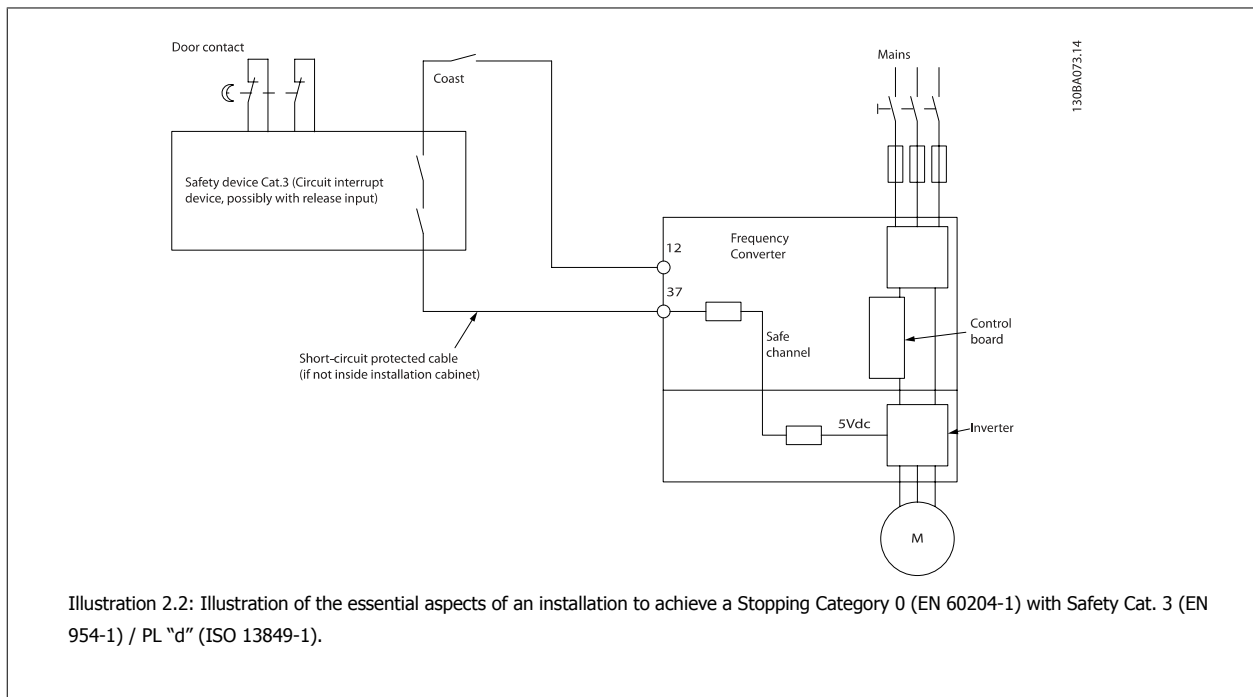 Door contact
Coast
Mains
130BA073.14
Safety device Cat.3 (Circuit interrupt
device, possibly with release input)
12
Frequency
Converter
37
Safe
channel
Control
board
Short-circuit protected cable
(if not inside installation cabinet)
5Vdc
Inverter
M
Illustration 2.2: Illustration of the essential aspects of an installation to achieve a Stopping Category 0 (EN 60204-1) with Safety Cat. 3 (EN
954-1) / PL “d” (ISO 13849-1).